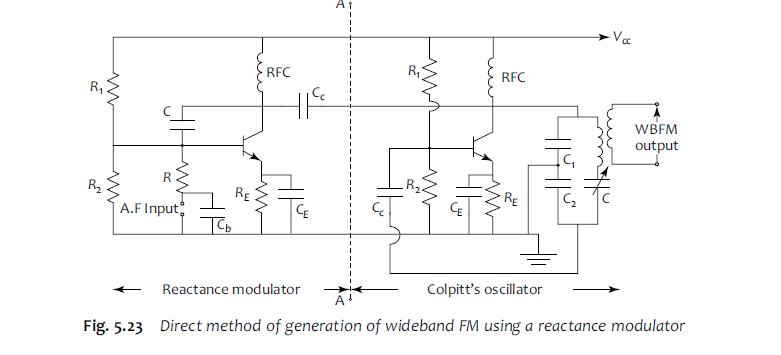 A
Vcc
RFC
R1
RFC
R1
Cc
C
WBFM
output
C1
R
R2
R2
RE
RE
C2
C
A.F Input
CE
Cc
CE
Cb
Reactance modulator
Colpitt's oscillator
A
Fig. 5.23 Direct method of generation of wideband FM using a reactance modulator